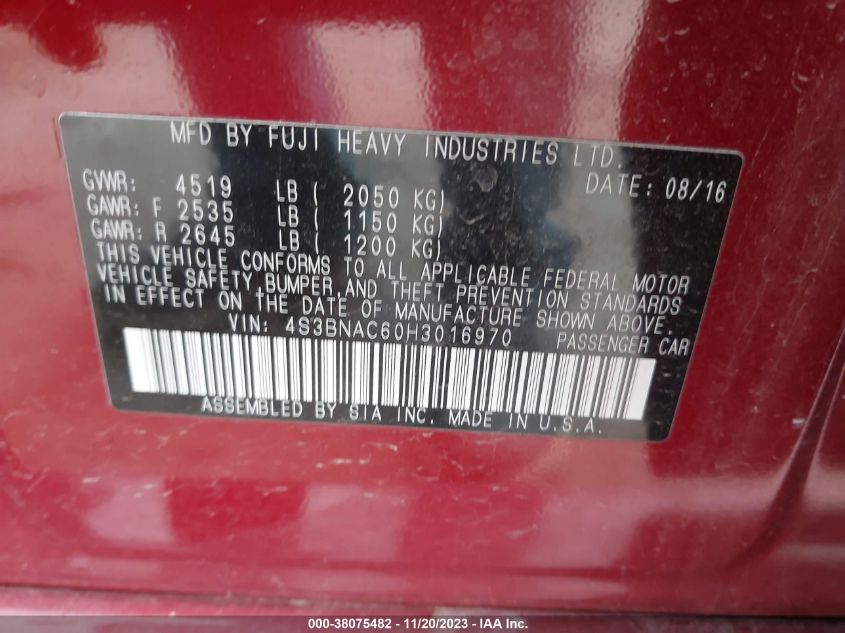 MFD BY FUJI HEAVY INDUSTRIES LTD.
DATE: 08/16
GVWR: 4519 LB ( 2050 KG)
GAWR: F 2535 LB ( 1150 KG)
GAWR: R 2645 LB ( 1200 KG)
THIS VEHICLE CONFORMS TO ALL APPLICABLE FEDERAL MOTOR
VEHICLE SAFETY, BUMPER, AND THEFT PREVENTION STANDARDS
IN EFFECT ON THE DATE OF MANUFACTURE SHOWN ABOVE.
VIN: 4S3BNAC60H3016970 PASSENGER CAR
ASSEMBLED BY SIA INC. MADE IN U.S.A.
000-38075482 - 11/20/2023 - IAAI.com